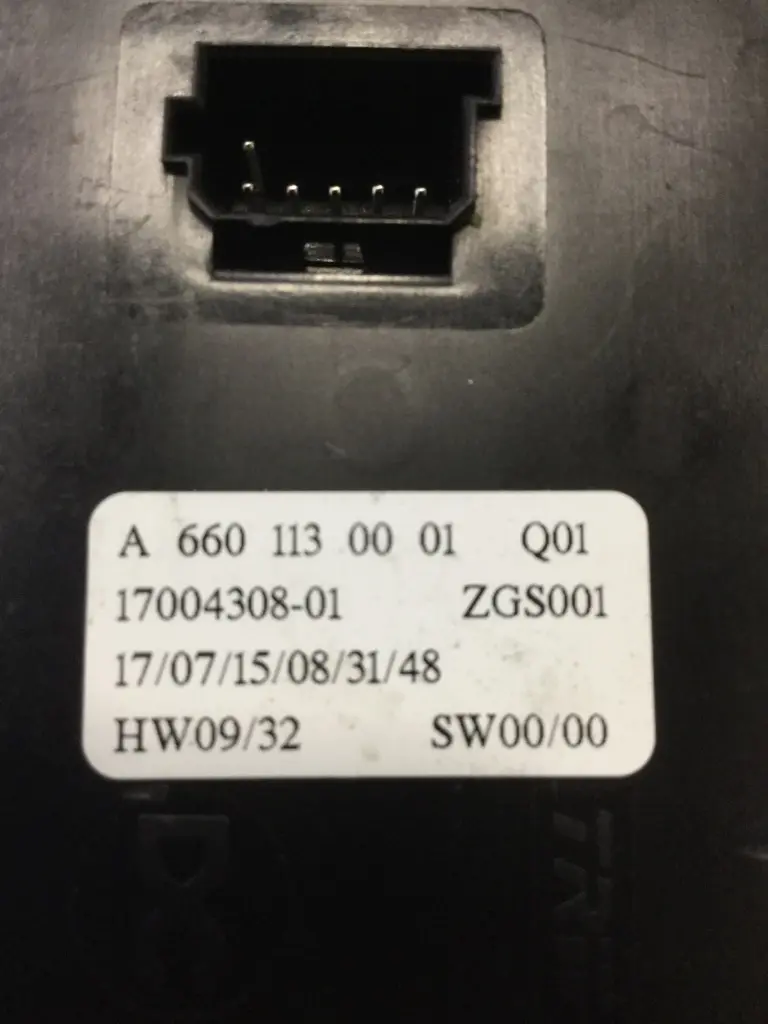 A 660 113 00 01 Q01
17004308-01 ZGS001
17/07/15/08/31/48
HW09/32 SW00/00